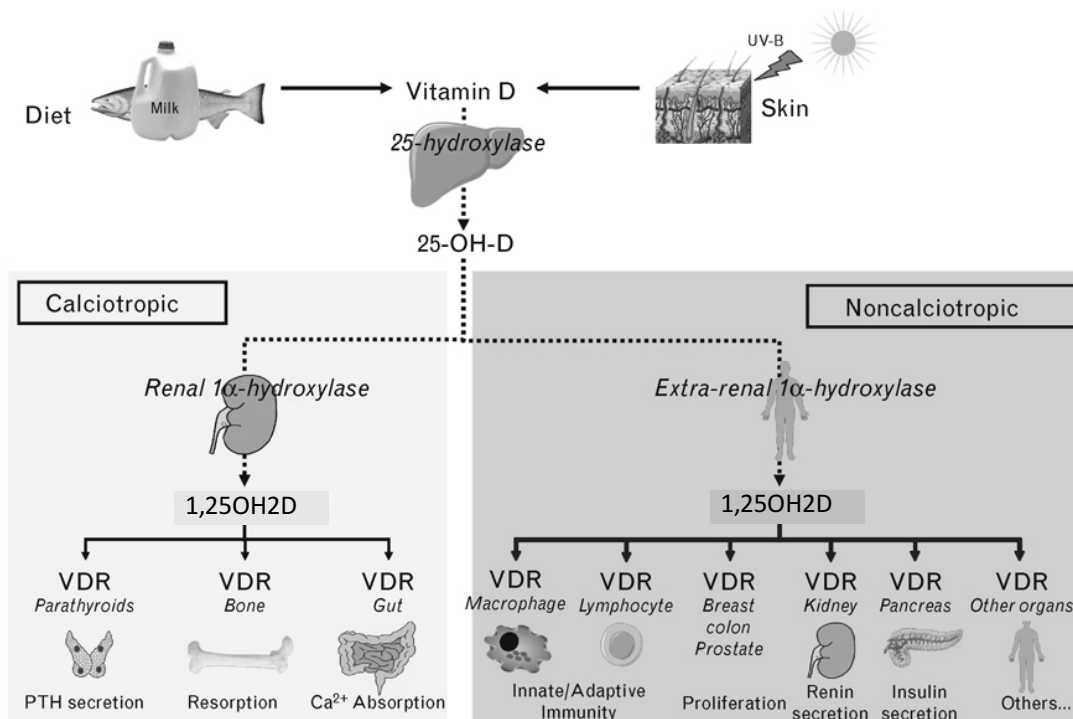 UV-B
Diet
Milk
Vitamin D
Skin
25-hydroxylase
25-OH-D
Calciotropic
Noncalciotropic
Renal 1α-hydroxylase
Extra-renal 1α-hydroxylase
1,25OH2D
1,25OH2D
VDR
Parathyroids
PTH secretion
VDR
Bone
Resorption
VDR
Gut
Ca²⁺ Absorption
VDR
Macrophage
VDR
Lymphocyte
Innate/Adaptive
Immunity
VDR
Breast
colon
Prostate
Proliferation
VDR
Kidney
Renin
secretion
VDR
Pancreas
Insulin
secretion
VDR
Other organs
Others...